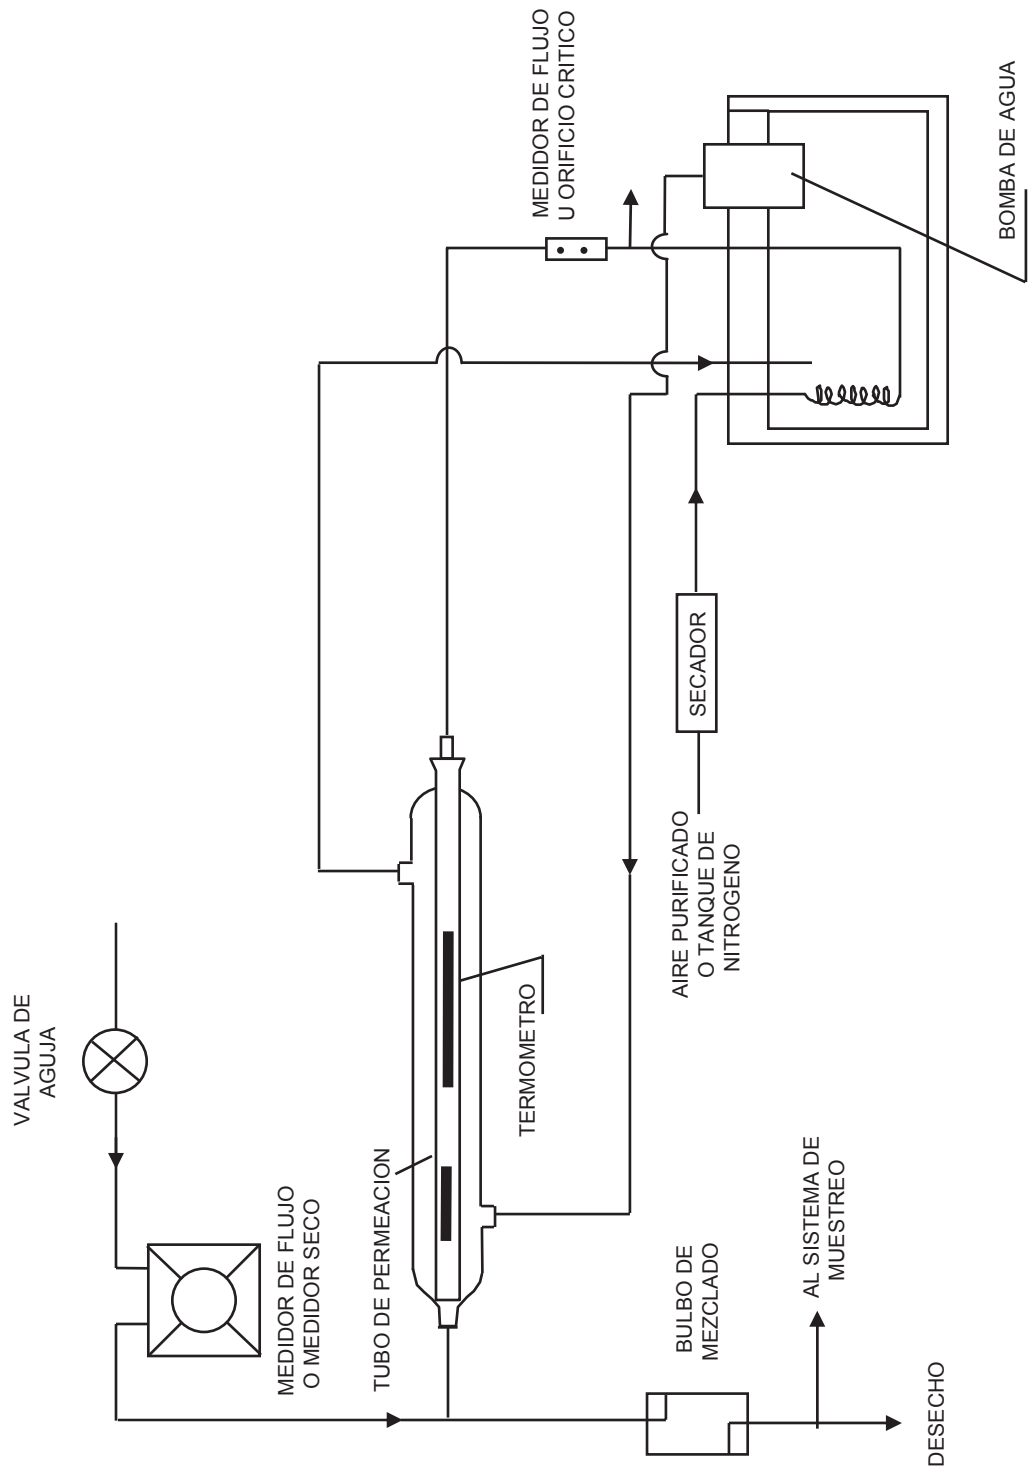 MEDIDOR DE FLUJO
U ORIFICIO CRITICO
BOMBA DE AGUA
VALVULA DE
AGUJA
TERMOMETRO
SECADOR
AIRE PURIFICADO
O TANQUE DE
NITROGENO
MEDIDOR DE FLUJO
O MEDIDOR SECO
TUBO DE PERMEACION
BULBO DE
MEZCLADO
AL SISTEMA DE
MUESTREO
DESECHO